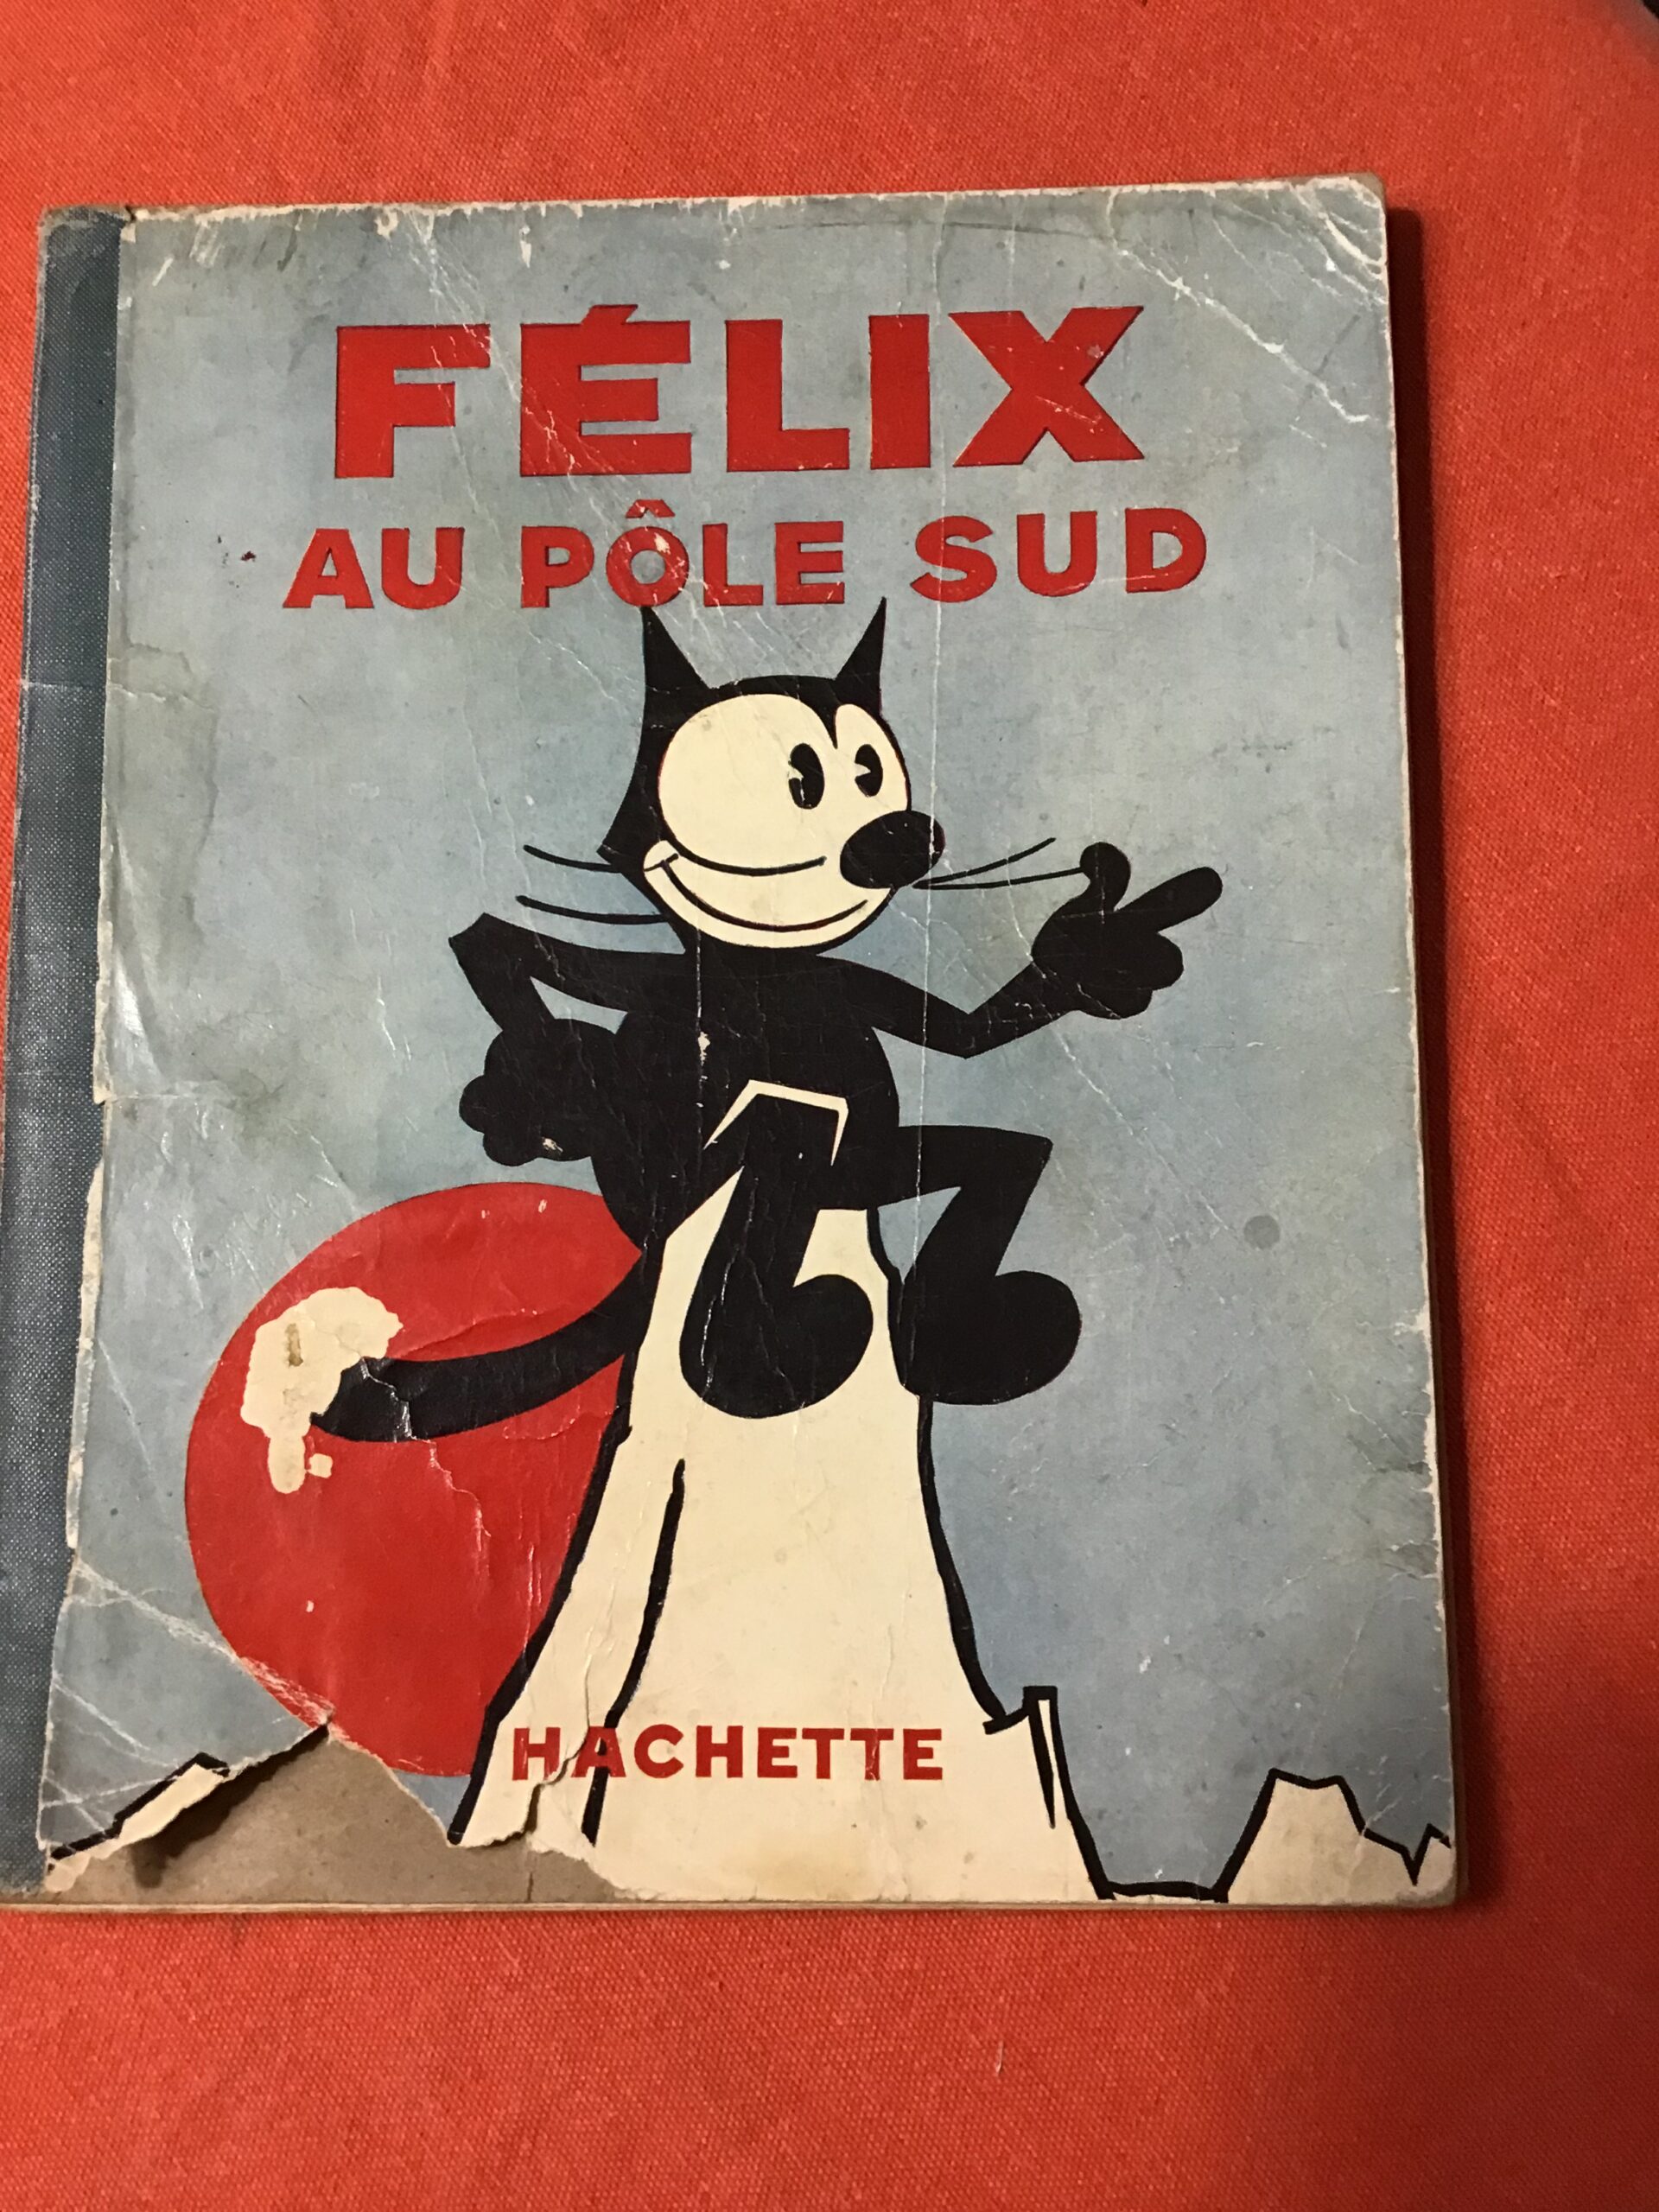 FÉLIX
AU PÔLE SUD
HACHETTE